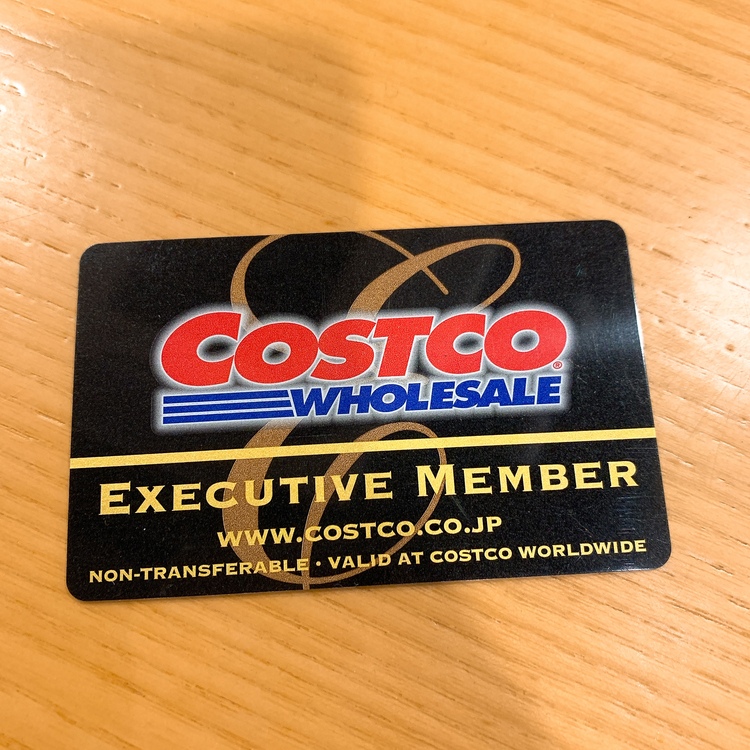 COSTCO®
WHOLESALE
EXECUTIVE MEMBER
WWW.COSTCO.CO.JP
NON-TRANSFERABLE · VALID AT COSTCO WORLDWIDE